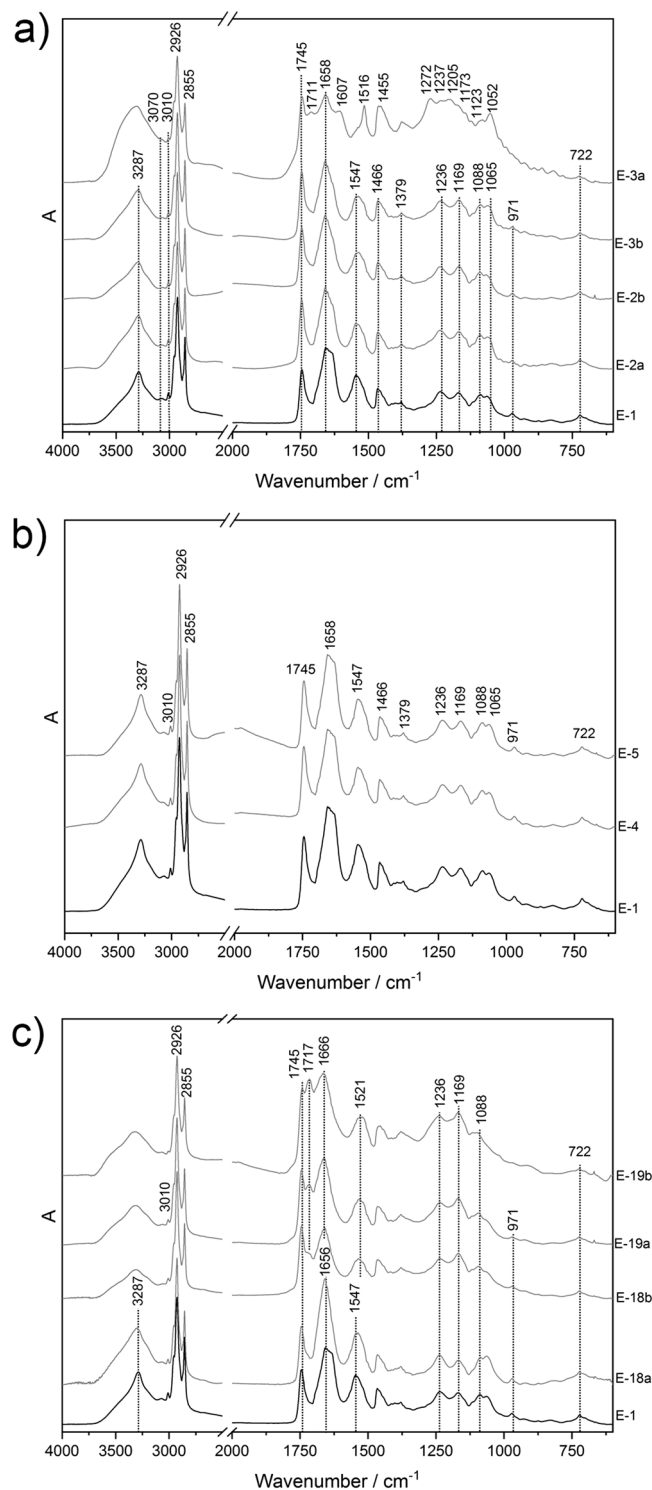 a)
2926
2855
3070
3010
3287
1745
1711
1658
1607
1516
1455
1272
1237
1205
1173
1123
1052
1547
1466
1379
1236
1169
1088
1065
971
722
E-3a
E-3b
E-2b
E-2a
E-1
A
4000 3500 3000 2000 1750 1500 1250 1000 750
Wavenumber / cm-1
b)
2926
2855
3287
3010
1745
1658
1547
1466
1379
1236
1169
1088
1065
971
722
E-5
E-4
E-1
A
4000 3500 3000 2000 1750 1500 1250 1000 750
Wavenumber / cm-1
c)
2926
2855
3010
3287
1745
1717
1666
1521
1656
1547
1236
1169
1088
971
722
E-19b
E-19a
E-18b
E-18a
E-1
A
4000 3500 3000 2000 1750 1500 1250 1000 750
Wavenumber / cm-1